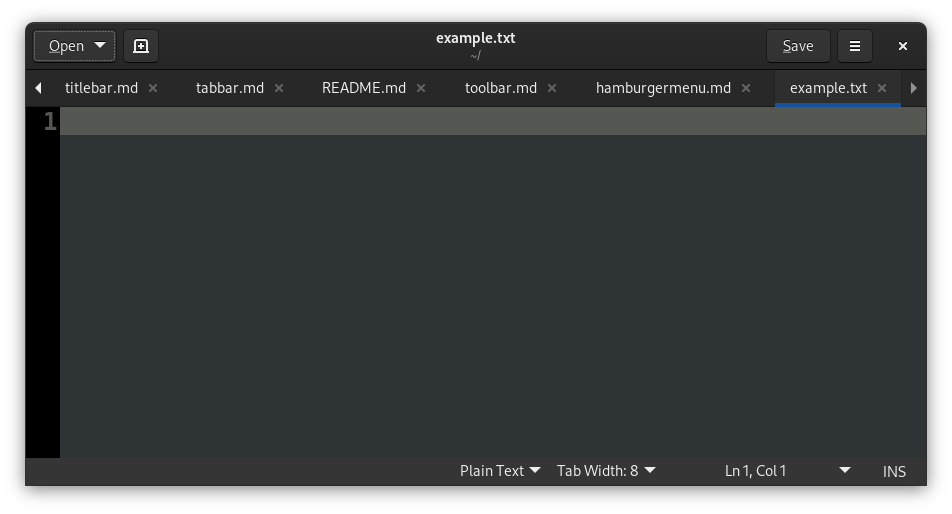 Open
example.txt
~/
Save
titlebar.md
tabbar.md
README.md
toolbar.md
hamburgermenu.md
example.txt
1
Plain Text
Tab Width: 8
Ln 1, Col 1
INS